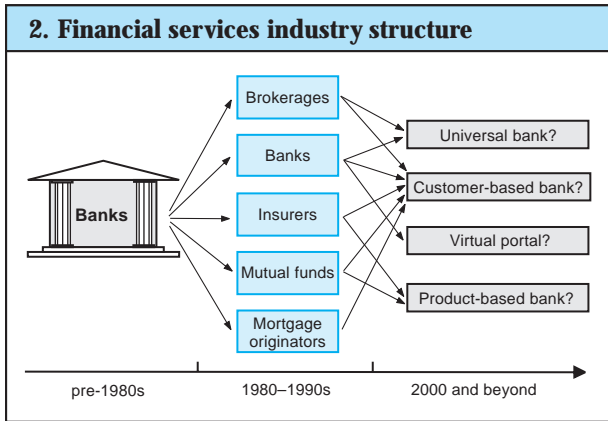 2. Financial services industry structure
Banks
Brokerages
Banks
Insurers
Mutual funds
Mortgage
originators
Universal bank?
Customer-based bank?
Virtual portal?
Product-based bank?
pre-1980s
1980–1990s
2000 and beyond